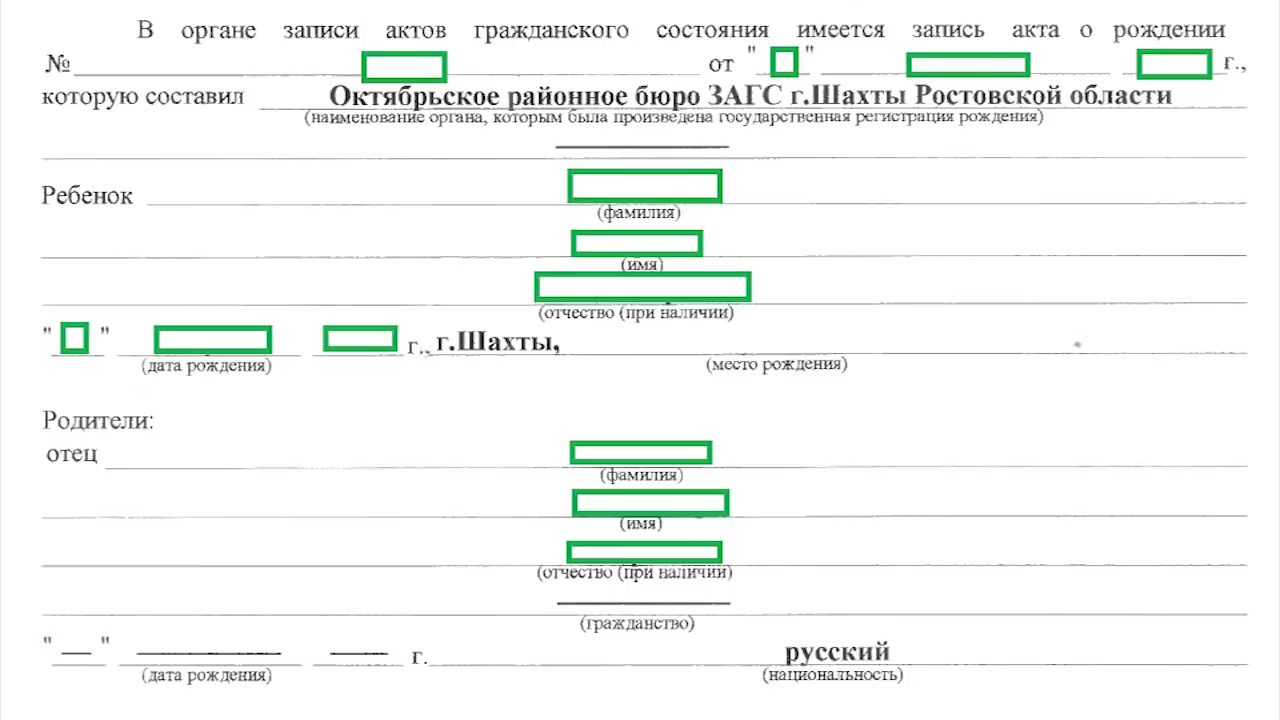 В органе записи актов гражданского состояния имеется запись акта о рождении
№ от " " г.,
которую составил Октябрьское районное бюро ЗАГС г.Шахты Ростовской области
(наименование органа, которым была произведена государственная регистрация рождения)
Ребенок
(фамилия)
(имя)
(отчество (при наличии)
" " г., г.Шахты,
(дата рождения) (место рождения)
Родители:
отец
(фамилия)
(имя)
(отчество (при наличии)
(гражданство)
" — " г. русский
(дата рождения) (национальность)